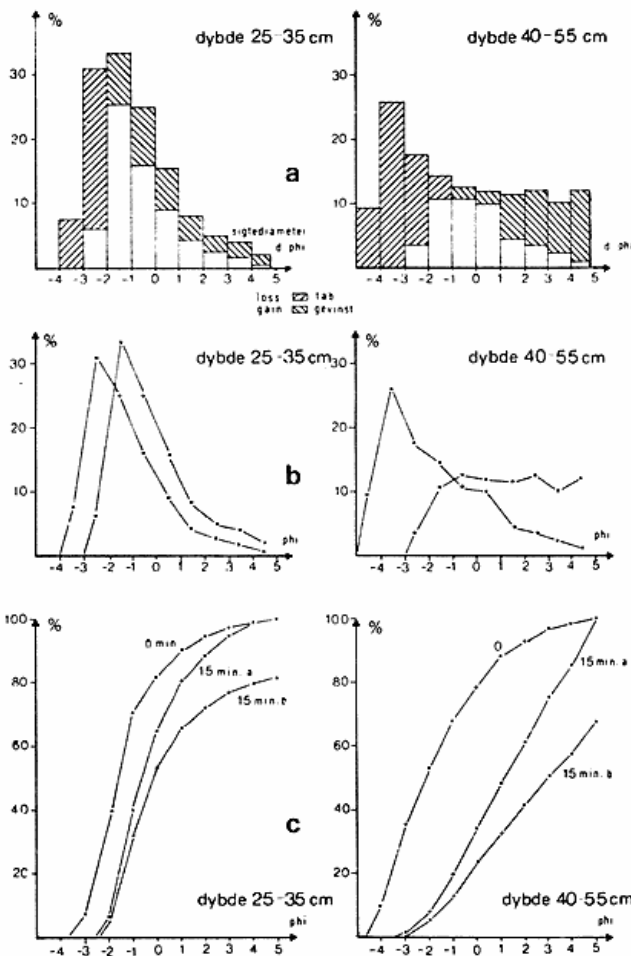 % dybde 25-35 cm
30
20
10
sigtediameter
d phi
-4 -3 -2 -1 0 1 2 3 4 5
% dybde 40-55 cm
30
20
10
d phi
-4 -3 -2 -1 0 1 2 3 4 5
a
loss tab
gain gevinst
% dybde 25-35 cm
30
20
10
phi
-4 -3 -2 -1 0 1 2 3 4 5
% dybde 40-55 cm
30
20
10
phi
-4 -3 -2 -1 0 1 2 3 4 5
b
100 %
80
60
40
20
0 min.
15 min. a
15 min. b
dybde 25-35 cm
phi
-4 -3 -2 -1 0 1 2 3 4 5
100 %
80
60
40
20
0
15 min. a
15 min. b
dybde 40-55 cm
phi
-4 -3 -2 -1 0 1 2 3 4 5
c